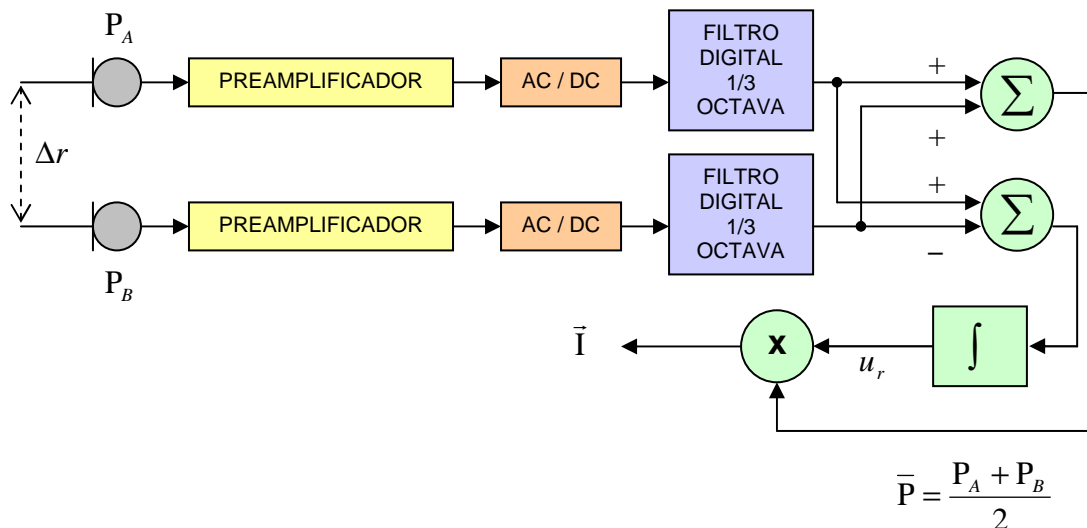 P_A
PREAMPLIFICADOR
AC / DC
FILTRO
DIGITAL
1/3
OCTAVA
+
∑
+
Δr
P_B
PREAMPLIFICADOR
AC / DC
FILTRO
DIGITAL
1/3
OCTAVA
+
∑
−
I⃗
x
u_r
∫
P̅ = (P_A + P_B) / 2